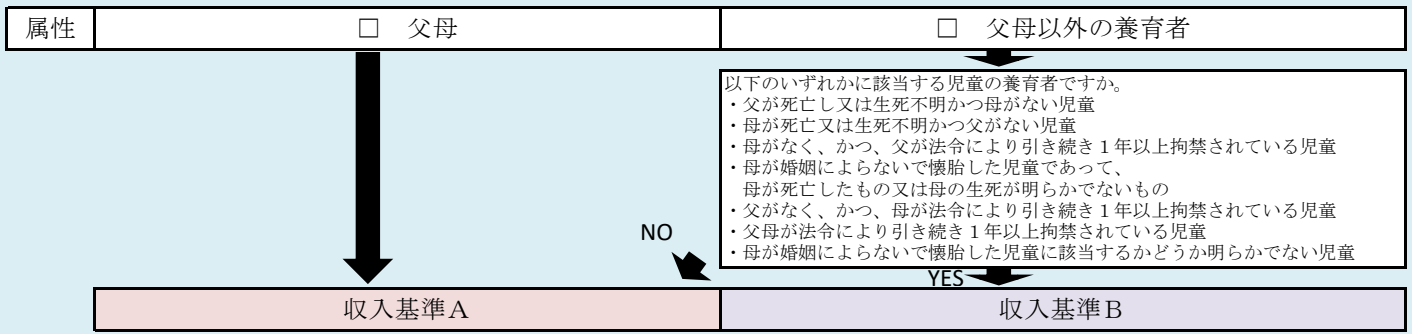 属性
□　父母
□　父母以外の養育者
以下のいずれかに該当する児童の養育者ですか。
・父が死亡し又は生死不明かつ母がない児童
・母が死亡又は生死不明かつ父がない児童
・母がなく、かつ、父が法令により引き続き１年以上拘禁されている児童
・母が婚姻によらないで懐胎した児童であって、
　母が死亡したもの又は母の生死が明らかでないもの
・父がなく、かつ、母が法令により引き続き１年以上拘禁されている児童
・父母が法令により引き続き１年以上拘禁されている児童
・母が婚姻によらないで懐胎した児童に該当するかどうか明らかでない児童
NO
YES
収入基準Ａ
収入基準Ｂ